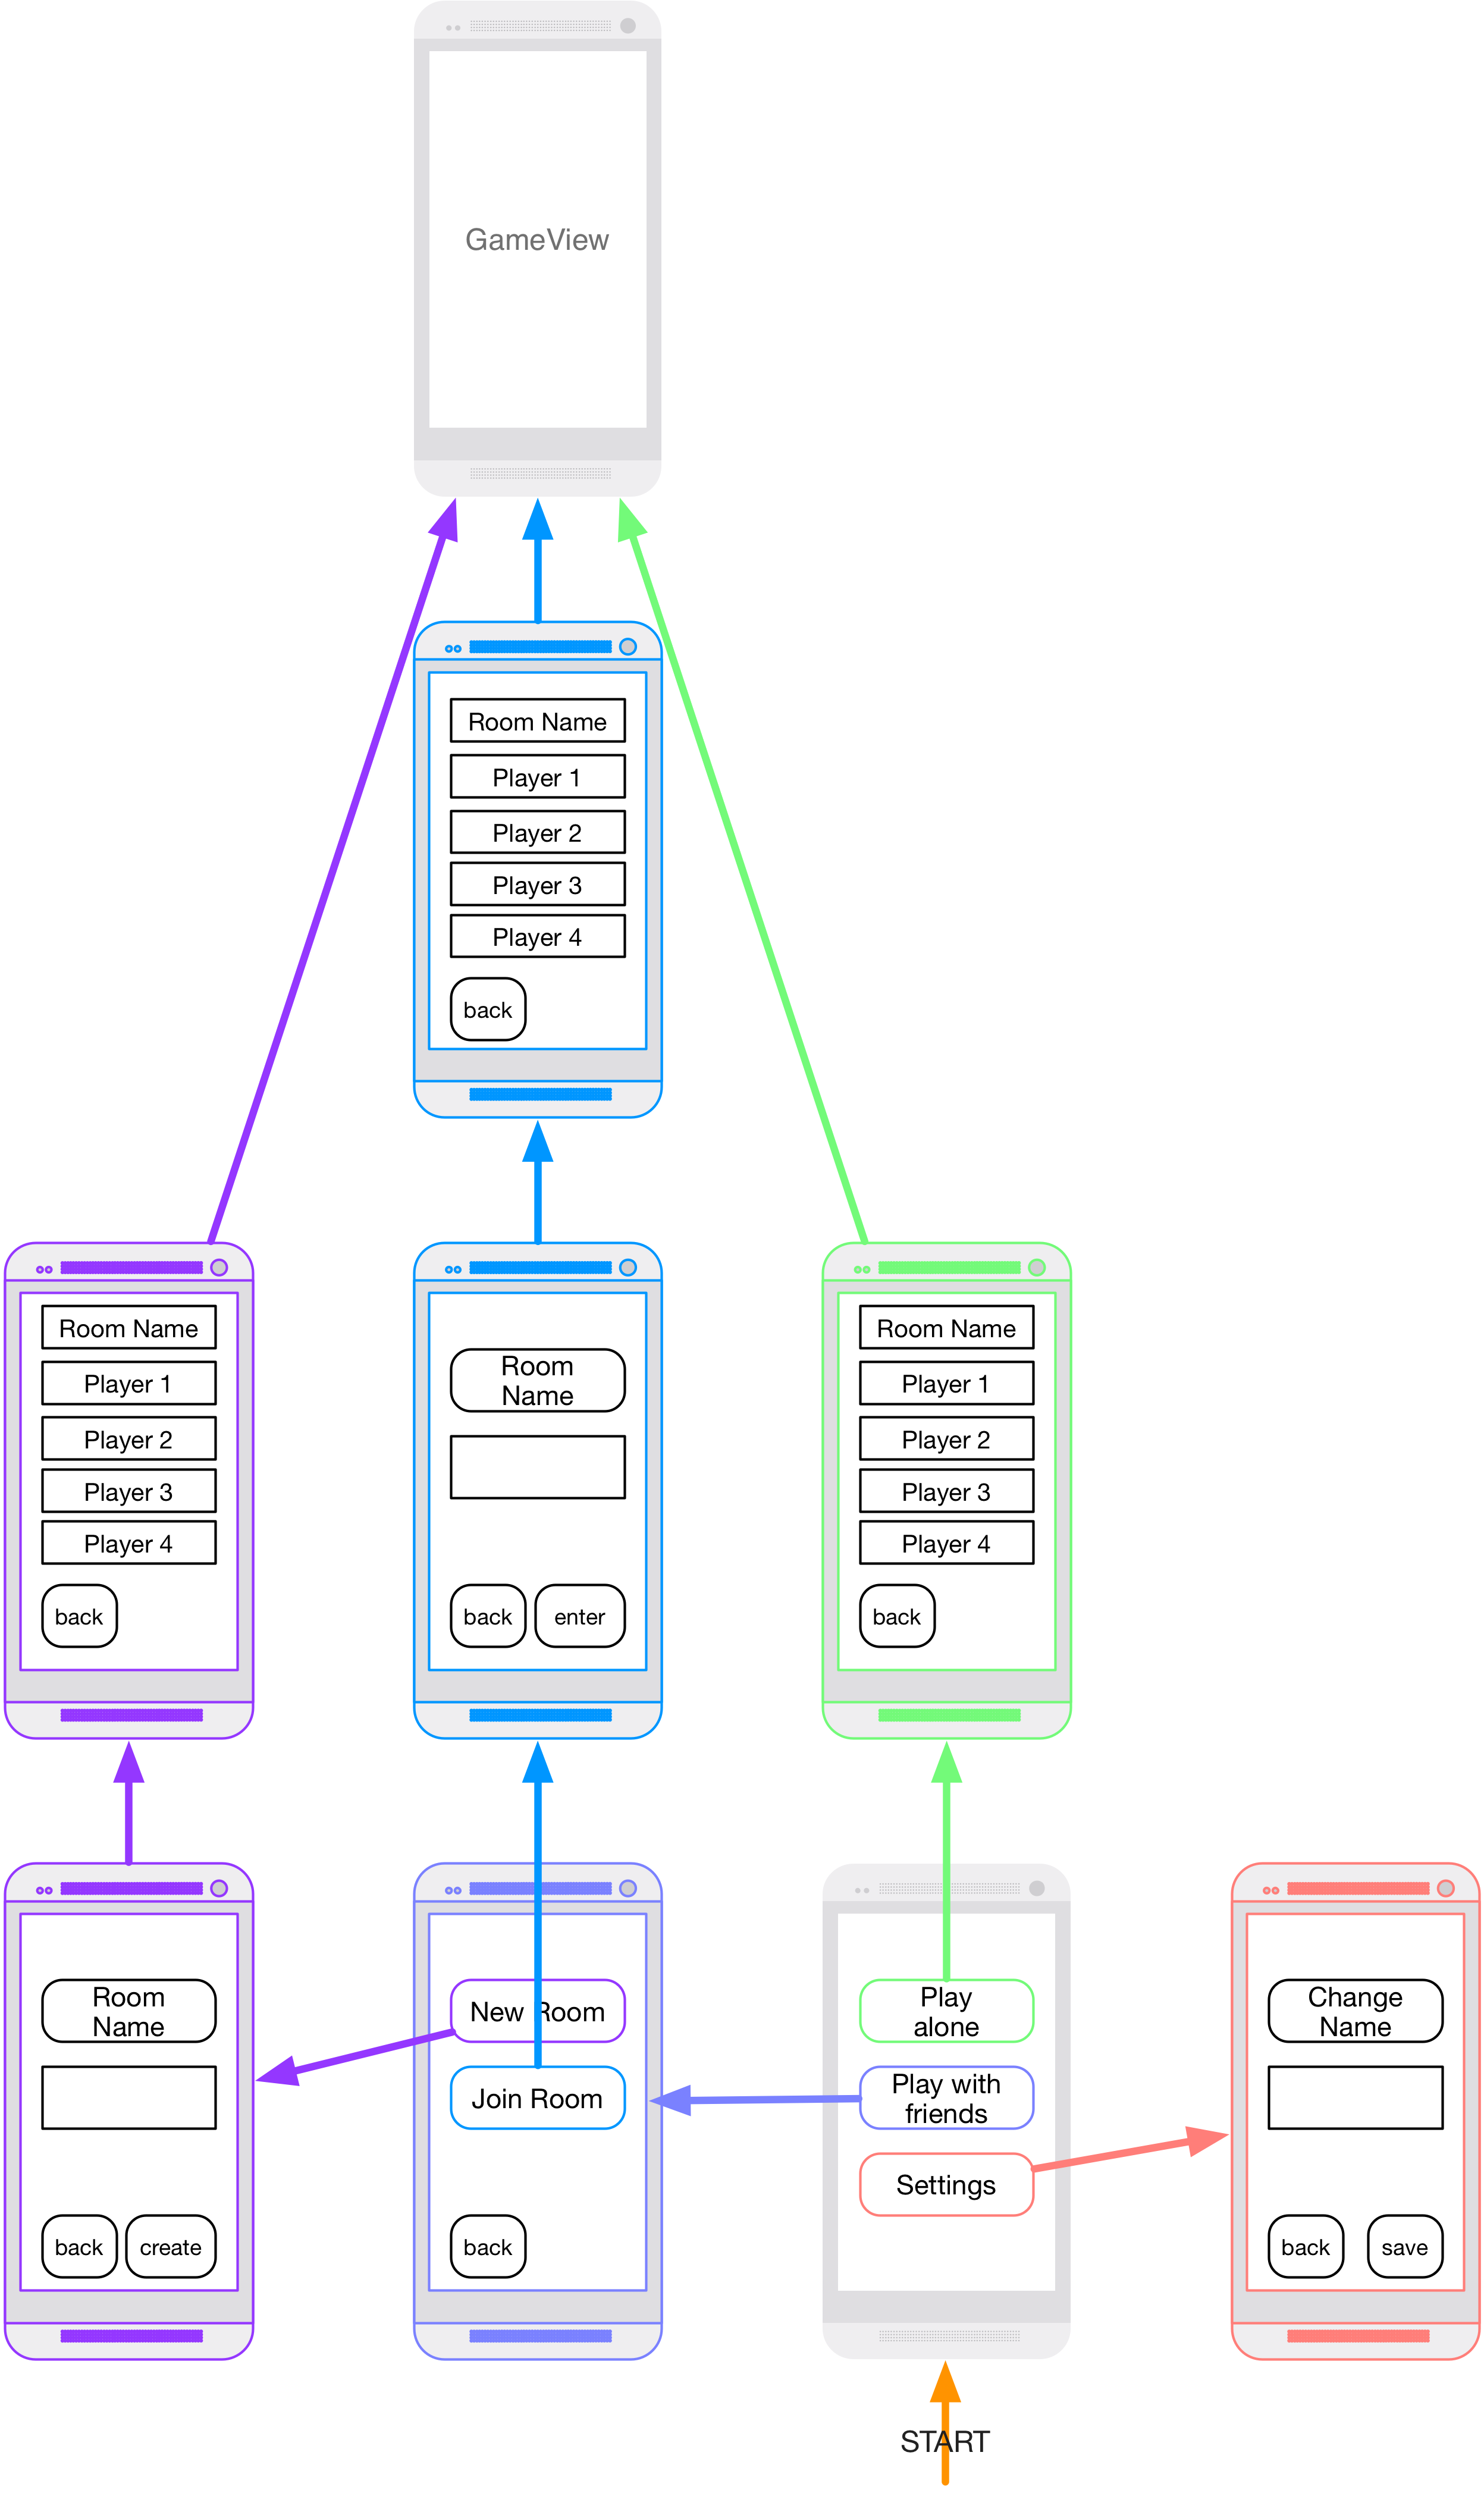 GameView
Room Name
Player 1
Player 2
Player 3
Player 4
back
Room Name
Player 1
Player 2
Player 3
Player 4
back
Room
Name
back
enter
Room Name
Player 1
Player 2
Player 3
Player 4
back
Room
Name
back
create
New Room
Join Room
back
Play
alone
Play with
friends
Settings
Change
Name
back
save
START